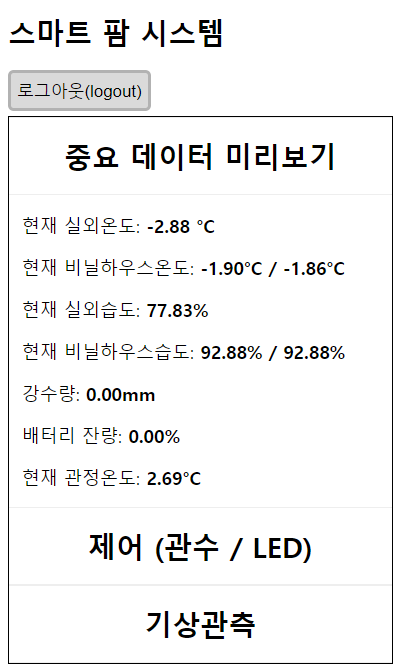 스마트 팜 시스템
로그아웃(logout)
중요 데이터 미리보기
현재 실외온도: -2.88 °C
현재 비닐하우스온도: -1.90°C / -1.86°C
현재 실외습도: 77.83%
현재 비닐하우스습도: 92.88% / 92.88%
강수량: 0.00mm
배터리 잔량: 0.00%
현재 관정온도: 2.69°C
제어 (관수 / LED)
기상관측